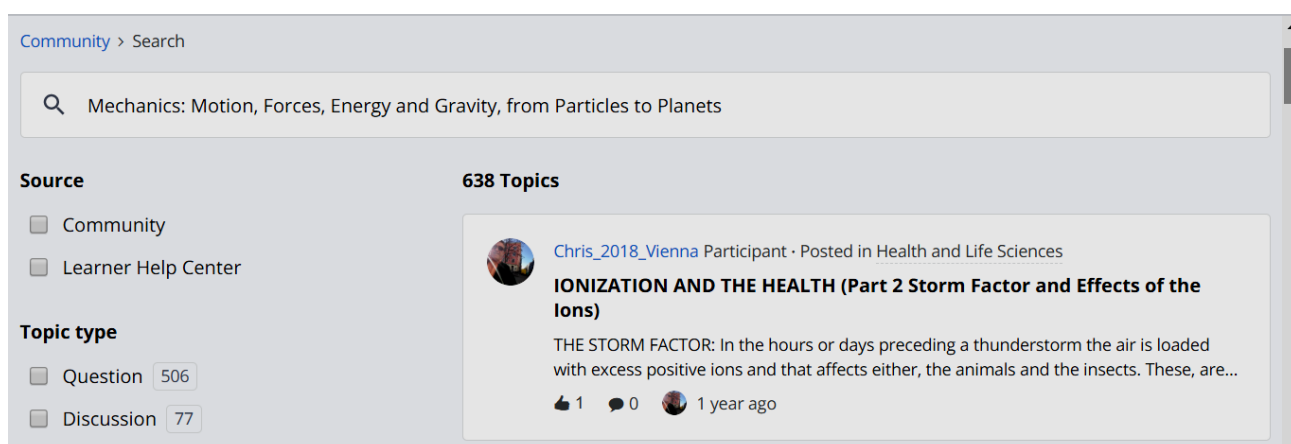 Community > Search
Mechanics: Motion, Forces, Energy and Gravity, from Particles to Planets
Source
Community
Learner Help Center
Topic type
Question 506
Discussion 77
638 Topics
Chris_2018_Vienna Participant · Posted in Health and Life Sciences
IONIZATION AND THE HEALTH (Part 2 Storm Factor and Effects of the
Ions)
THE STORM FACTOR: In the hours or days preceding a thunderstorm the air is loaded
with excess positive ions and that affects either, the animals and the insects. These, are...
1 0 1 year ago